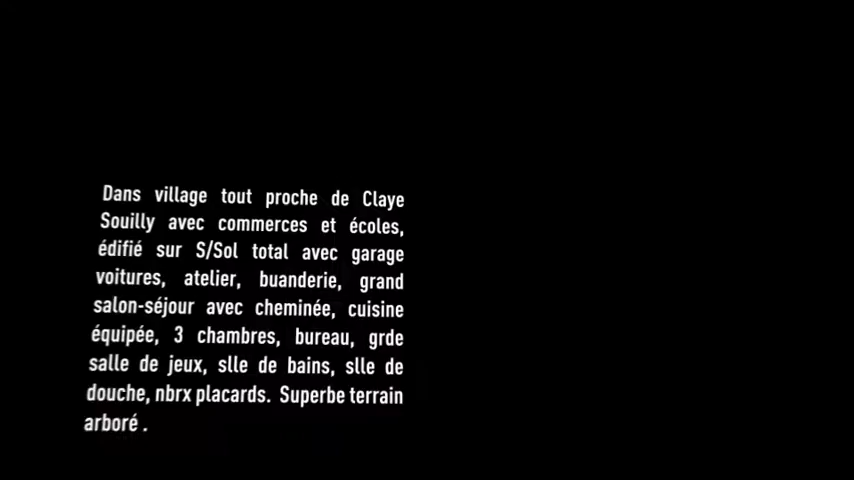 Dans village tout proche de Claye
Souilly avec commerces et écoles,
édifié sur S/Sol total avec garage
voitures, atelier, buanderie, grand
salon-séjour avec cheminée, cuisine
équipée, 3 chambres, bureau, grde
salle de jeux, slle de bains, slle de
douche, nbrx placards. Superbe terrain
arboré .